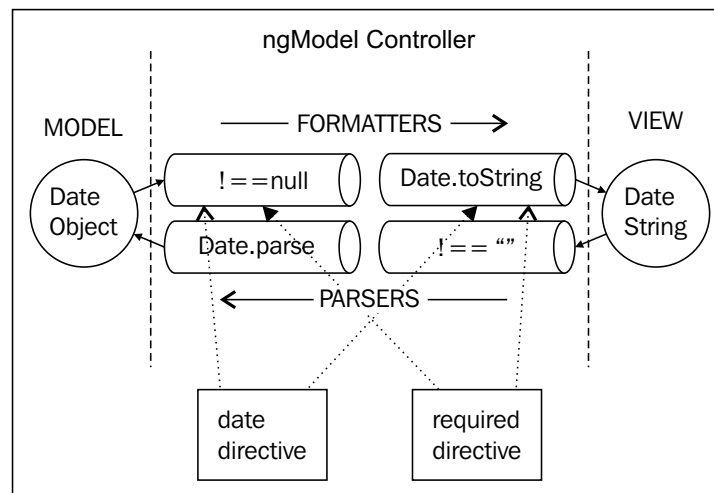 ngModel Controller
MODEL
FORMATTERS
VIEW
Date
Object
! ==null
Date.toString
Date
String
Date.parse
! == “”
PARSERS
date
directive
required
directive